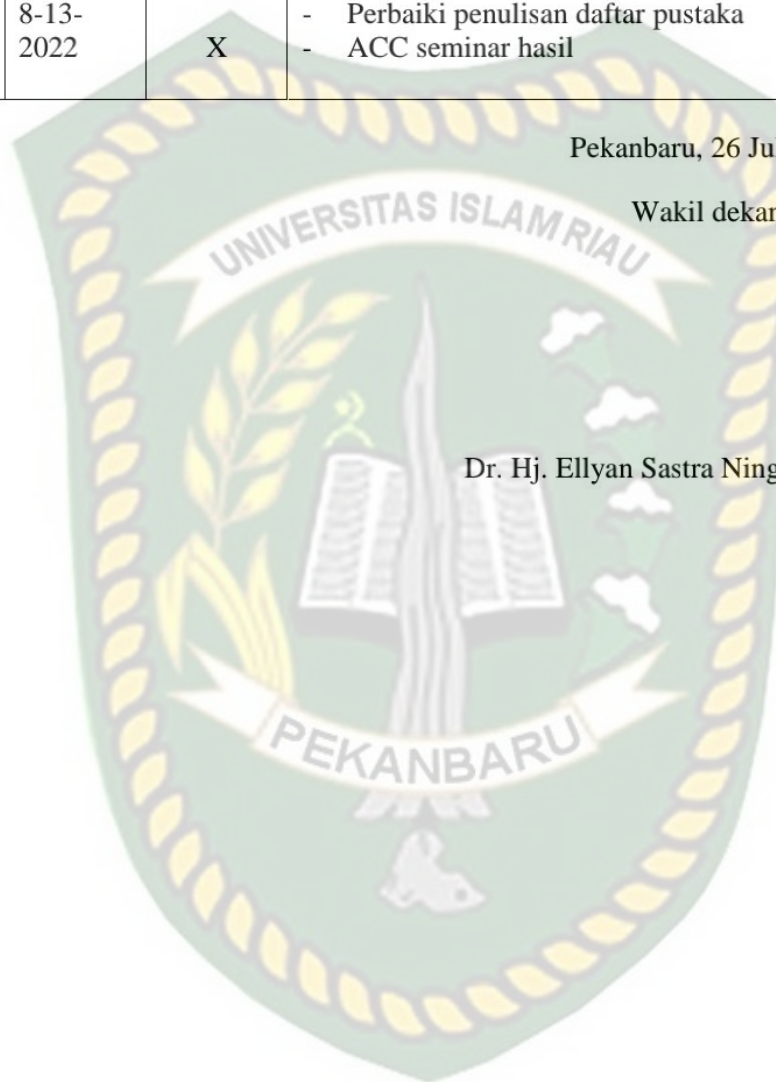 8-13-
2022
X
- Perbaiki penulisan daftar pustaka
- ACC seminar hasil
Pekanbaru, 26 Ju
Wakil dekan
UNIVERSITAS ISLAM RIAU
Dr. Hj. Ellyan Sastra Ning
PEKANBARU